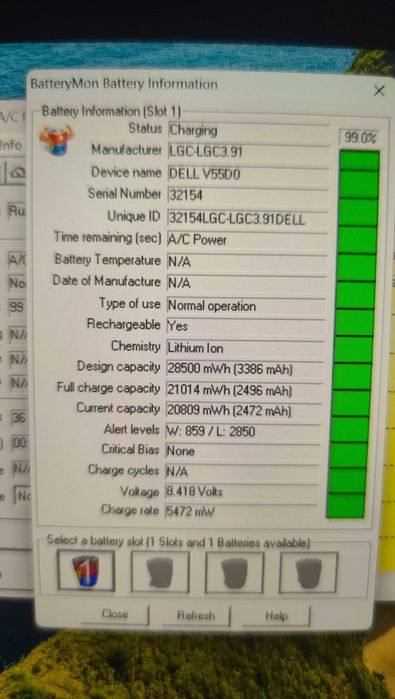 BatteryMon Battery Information
Battery Information (Slot 1)
Status Charging
99.0%
Manufacturer LGC-LGC3.91
Device name DELL V55D0
Serial Number 32154
Unique ID 32154LGC-LGC3.91DELL
Time remaining (sec) A/C Power
Battery Temperature N/A
Date of Manufacture N/A
Type of use Normal operation
Rechargeable Yes
Chemistry Lithium Ion
Design capacity 28500 mWh (3386 mAh)
Full charge capacity 21014 mWh (2496 mAh)
Current capacity 20809 mWh (2472 mAh)
Alert levels W: 859 / L: 2850
Critical Bias None
Charge cycles N/A
Voltage 8.418 Volts
Charge rate 5472 mW
Select a battery slot (1 Slots and 1 Batteries available)
1
Close Refresh Help